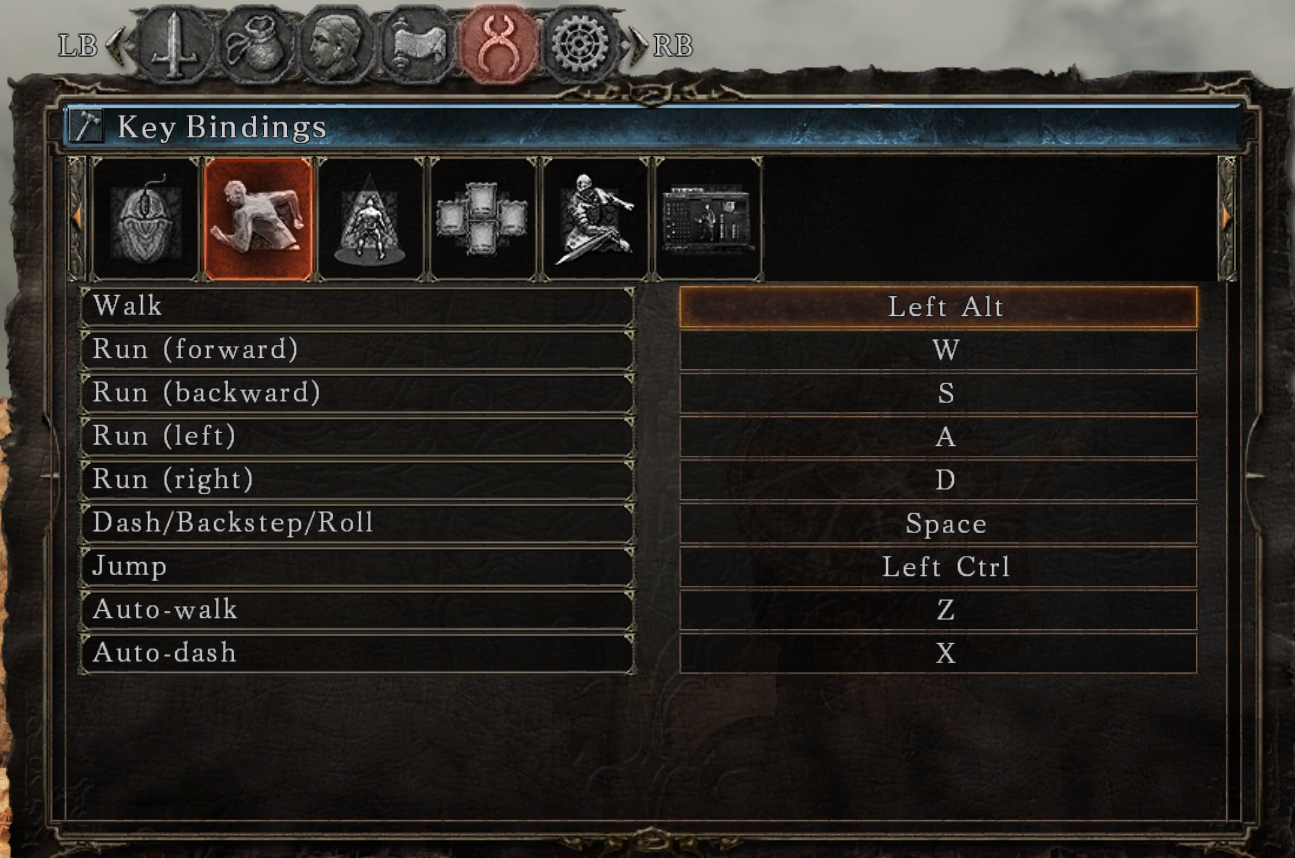 LB RB
Key Bindings
Walk Left Alt
Run (forward) W
Run (backward) S
Run (left) A
Run (right) D
Dash/Backstep/Roll Space
Jump Left Ctrl
Auto-walk Z
Auto-dash X